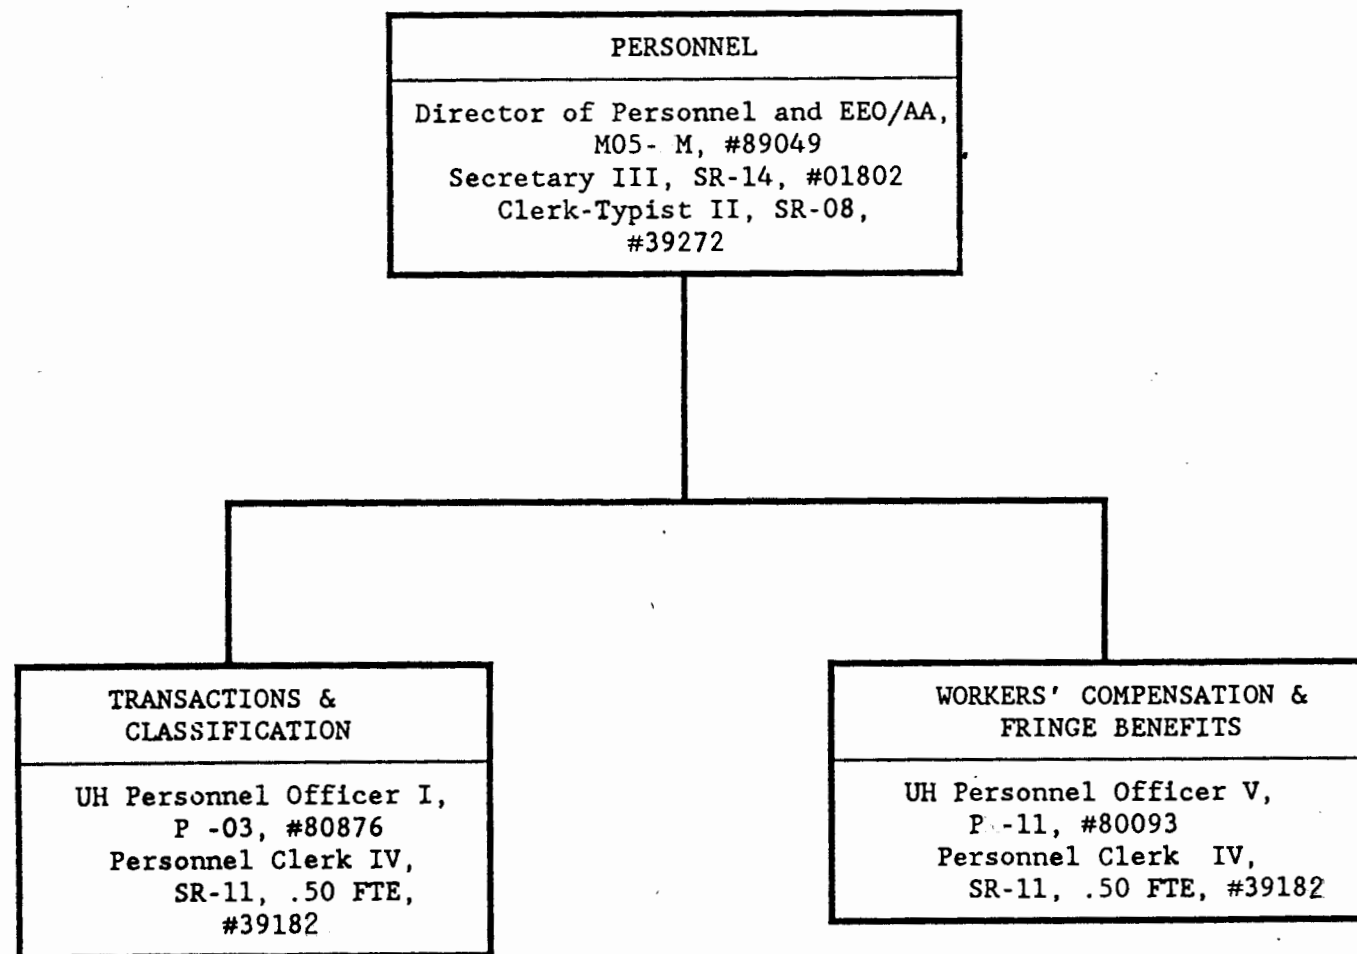 PERSONNEL
Director of Personnel and EEO/AA,
M05- M, #89049
Secretary III, SR-14, #01802
Clerk-Typist II, SR-08,
#39272
TRANSACTIONS &
CLASSIFICATION
UH Personnel Officer I,
P -03, #80876
Personnel Clerk IV,
SR-11, .50 FTE,
#39182
WORKERS' COMPENSATION &
FRINGE BENEFITS
UH Personnel Officer V,
P -11, #80093
Personnel Clerk IV,
SR-11, .50 FTE, #39182